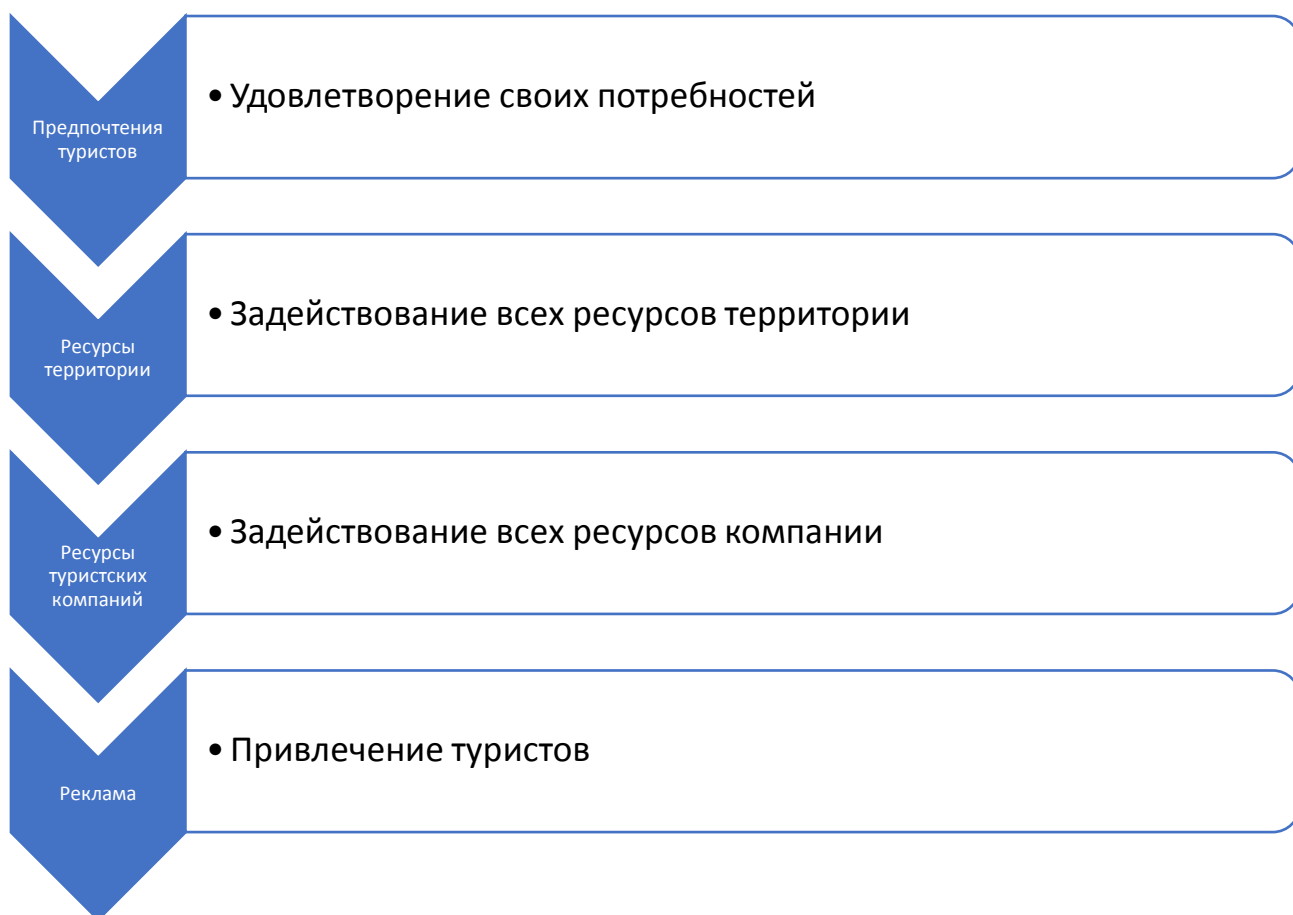 Предпочтения
туристов
• Удовлетворение своих потребностей
Ресурсы
территории
• Задействование всех ресурсов территории
Ресурсы
туристских
компаний
• Задействование всех ресурсов компании
Реклама
• Привлечение туристов